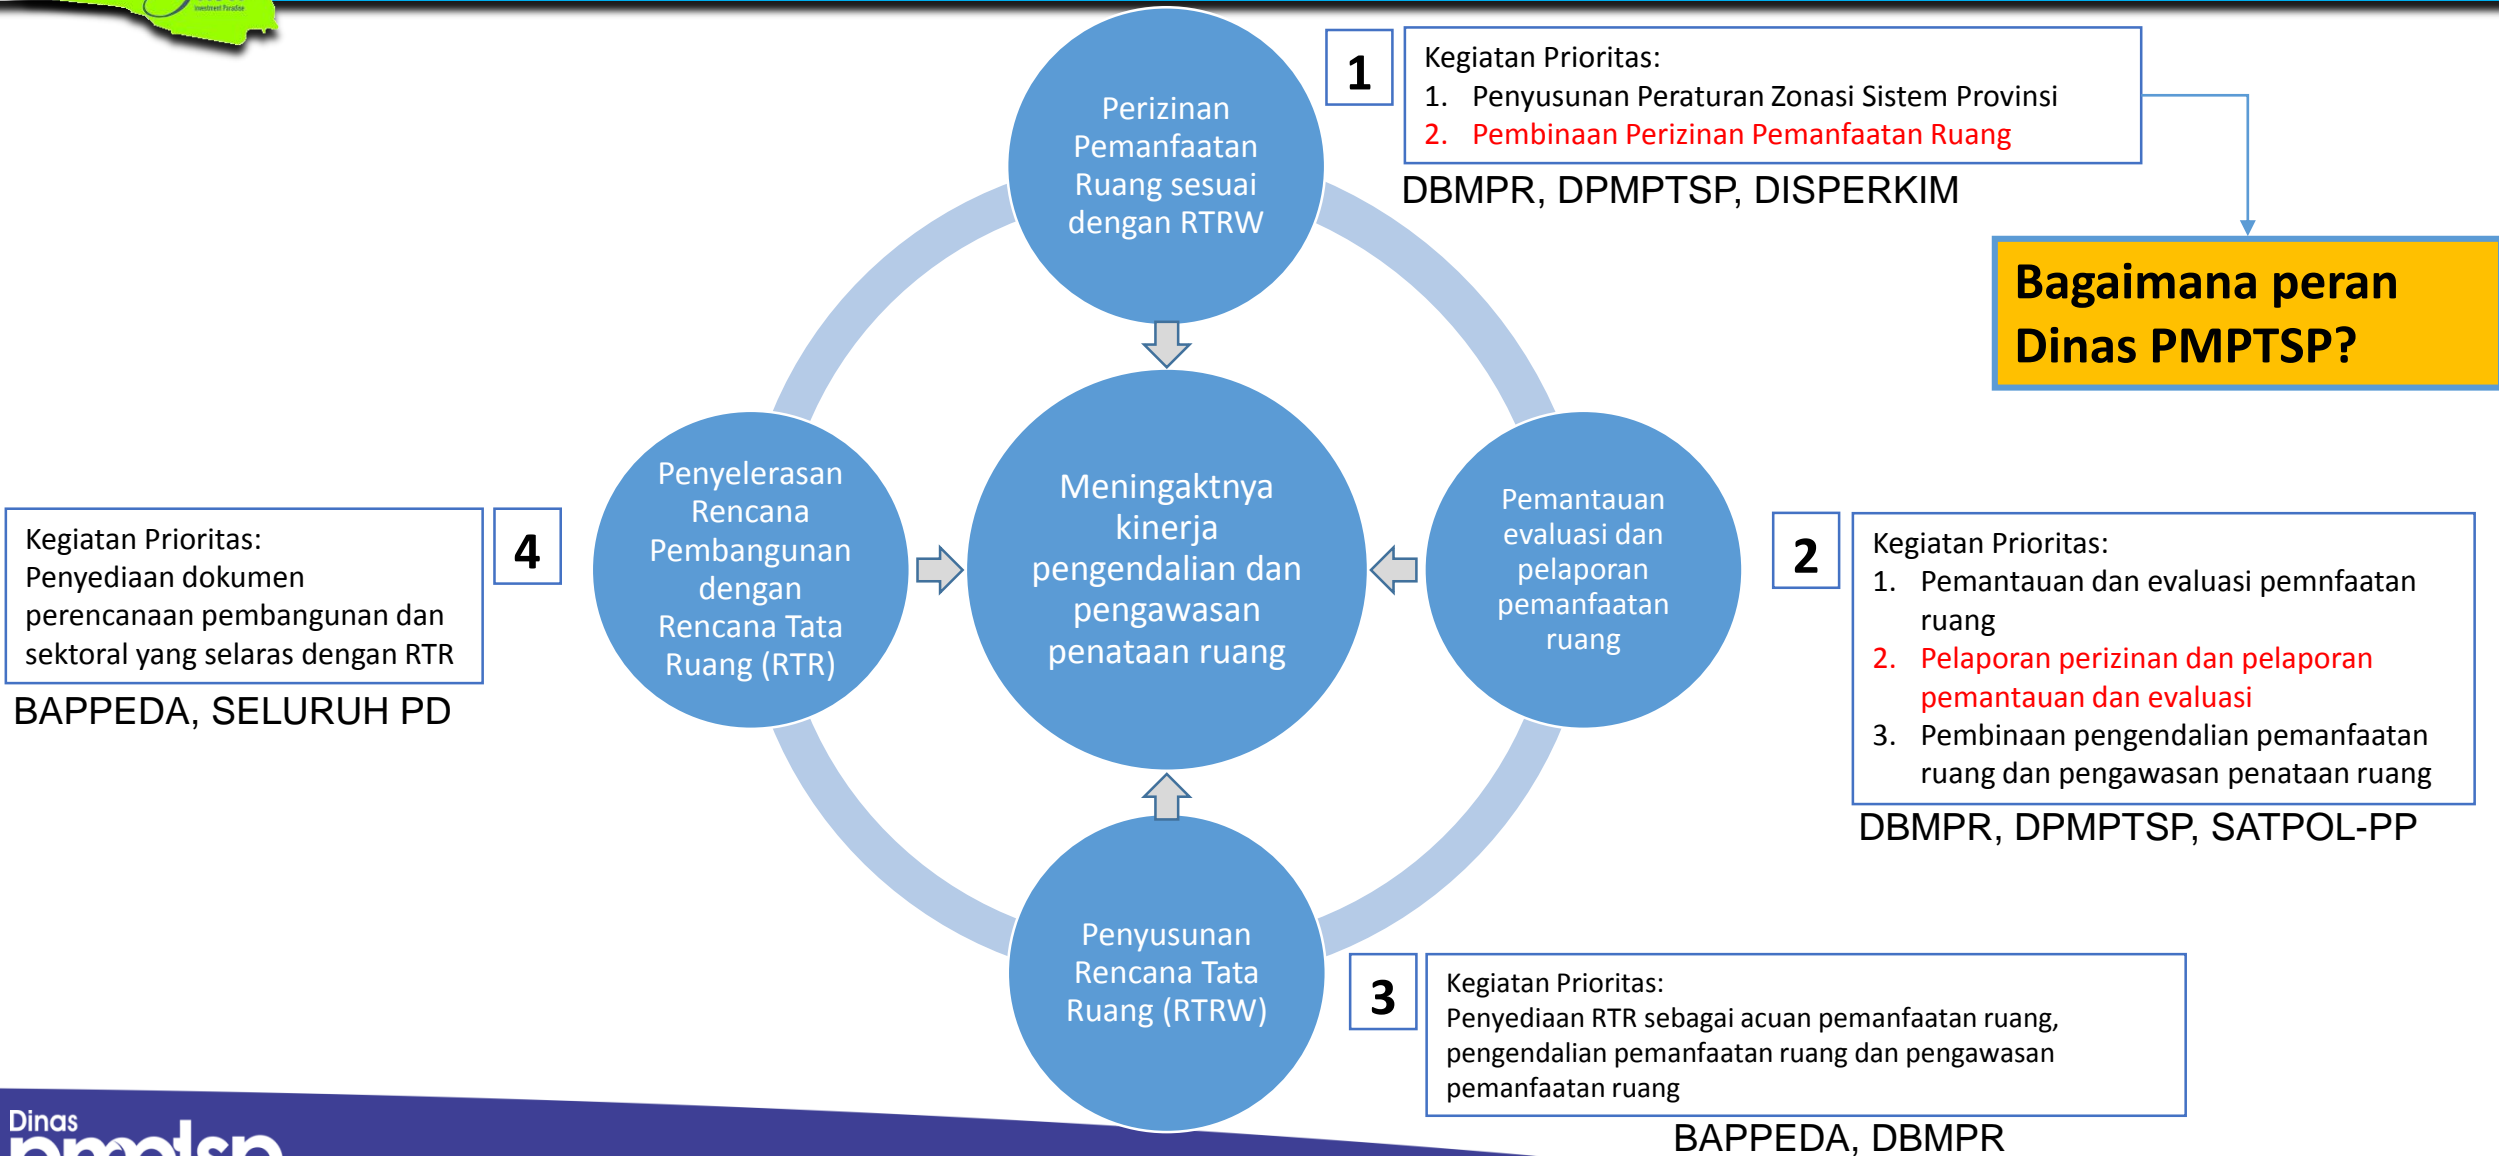 Investment Paradise
Perizinan
Pemanfaatan
Ruang sesuai
dengan RTRW
1
Kegiatan Prioritas:
1. Penyusunan Peraturan Zonasi Sistem Provinsi
2. Pembinaan Perizinan Pemanfaatan Ruang
DBMPR, DPMPTSP, DISPERKIM
Bagaimana peran
Dinas PMPTSP?
Penyelerasan
Rencana
Pembangunan
dengan
Rencana Tata
Ruang (RTR)
Meningaktnya
kinerja
pengendalian dan
pengawasan
penataan ruang
Pemantauan
evaluasi dan
pelaporan
pemanfaatan
ruang
2
Kegiatan Prioritas:
1. Pemantauan dan evaluasi pemnfaatan
ruang
2. Pelaporan perizinan dan pelaporan
pemantauan dan evaluasi
3. Pembinaan pengendalian pemanfaatan
ruang dan pengawasan penataan ruang
DBMPR, DPMPTSP, SATPOL-PP
Kegiatan Prioritas:
Penyediaan dokumen
perencanaan pembangunan dan
sektoral yang selaras dengan RTR
4
BAPPEDA, SELURUH PD
Penyusunan
Rencana Tata
Ruang (RTRW)
3
Kegiatan Prioritas:
Penyediaan RTR sebagai acuan pemanfaatan ruang,
pengendalian pemanfaatan ruang dan pengawasan
pemanfaatan ruang
BAPPEDA, DBMPR
Dinas
pmptsp